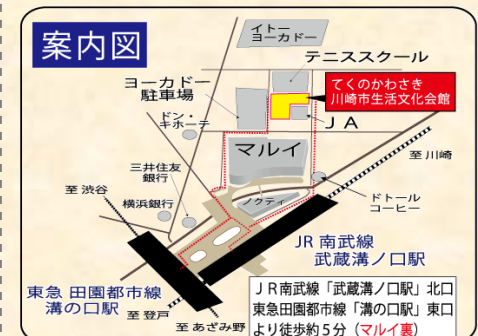 案内図
イトー
ヨーカドー
テニススクール
ヨーカドー
駐車場
てくのかわさき
川崎市生活文化会館
ドン・
キホーテ
JA
マルイ
三井住友
銀行
至 川崎
至 渋谷
横浜銀行
ノクティ
ドトール
コーヒー
JR 南武線
武蔵溝ノ口駅
東急 田園都市線
溝の口駅
至 登戸
至 あざみ野
JR南武線「武蔵溝ノ口駅」北口
東急田園都市線「溝の口駅」東口
より徒歩約5分（マルイ裏）